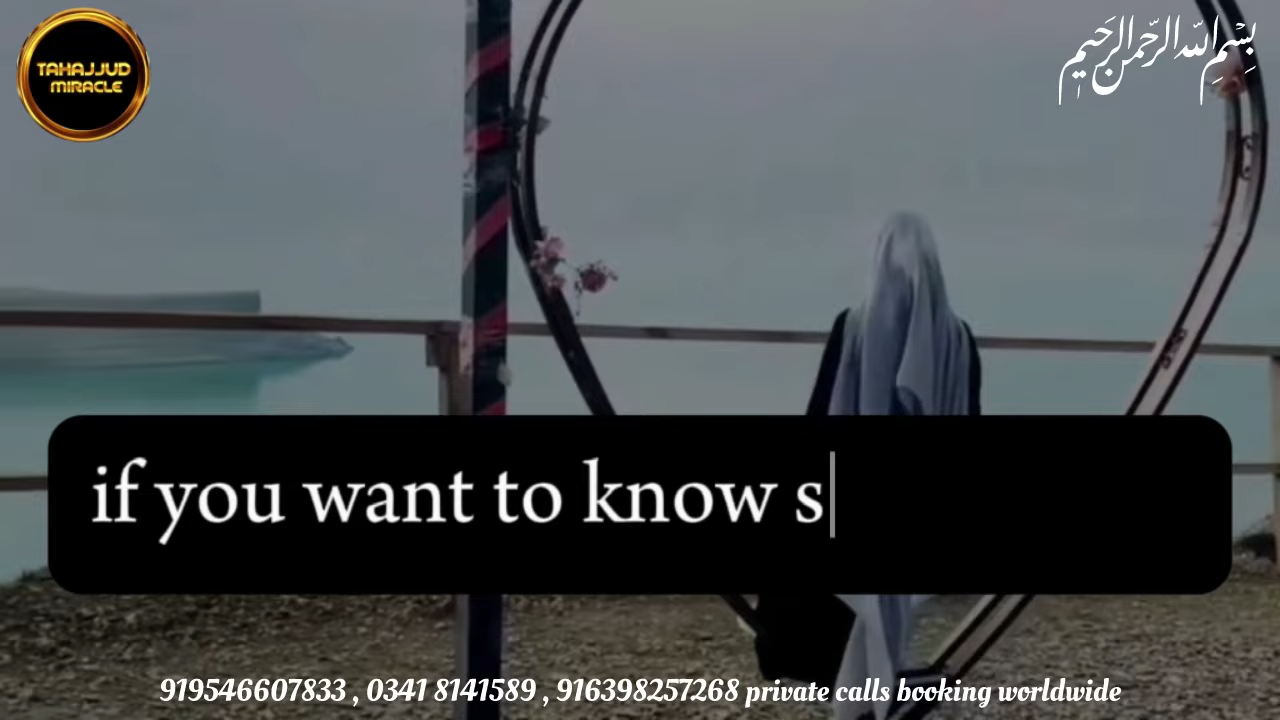 TAHAJJUD
MIRACLE
بِسْمِ اللّٰهِ الرَّحْمٰنِ الرَّحِيْمِ
if you want to know s
919546607833 , 0341 8141589 , 916398257268 private calls booking worldwide